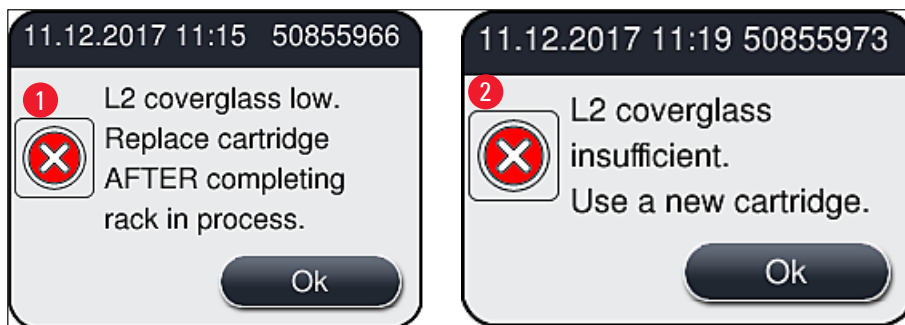 11.12.2017 11:15 50855966
1
L2 coverglass low.
Replace cartridge
AFTER completing
rack in process.
Ok
11.12.2017 11:19 50855973
2
L2 coverglass
insufficient.
Use a new cartridge.
Ok